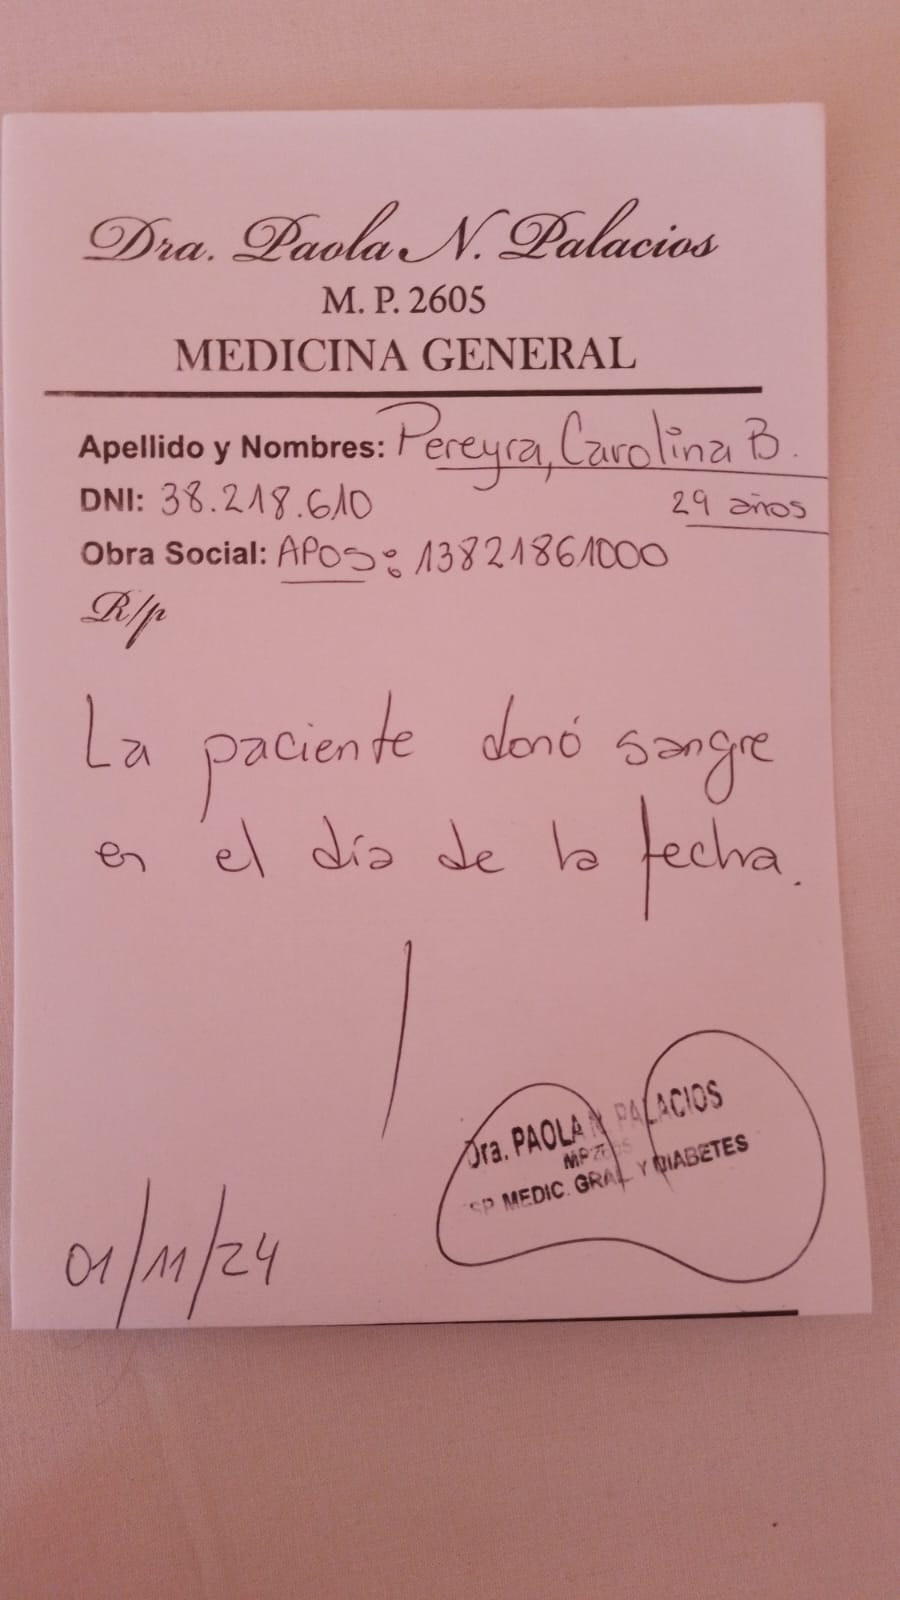 Dra. Paola N. Palacios
M. P. 2605
MEDICINA GENERAL
Apellido y Nombres: Pereyra, Carolina B.
DNI: 38.218.610 29 años
Obra Social: APOS: 13821861000
R/p
La paciente donó sangre
en el día de la fecha.
Dra. PAOLA N PALACIOS
MP
SP. MEDIC. GRAL Y DIABETES
01/11/24